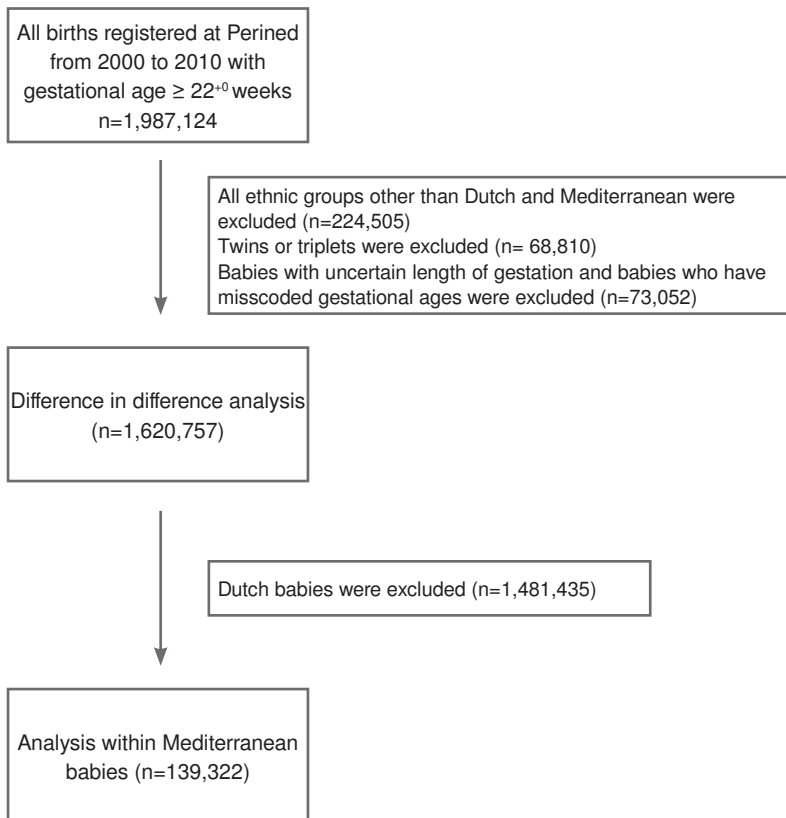 All births registered at Perined
from 2000 to 2010 with
gestational age ≥ 22⁺⁰ weeks
n=1,987,124
All ethnic groups other than Dutch and Mediterranean were
excluded (n=224,505)
Twins or triplets were excluded (n= 68,810)
Babies with uncertain length of gestation and babies who have
misscoded gestational ages were excluded (n=73,052)
Difference in difference analysis
(n=1,620,757)
Dutch babies were excluded (n=1,481,435)
Analysis within Mediterranean
babies (n=139,322)